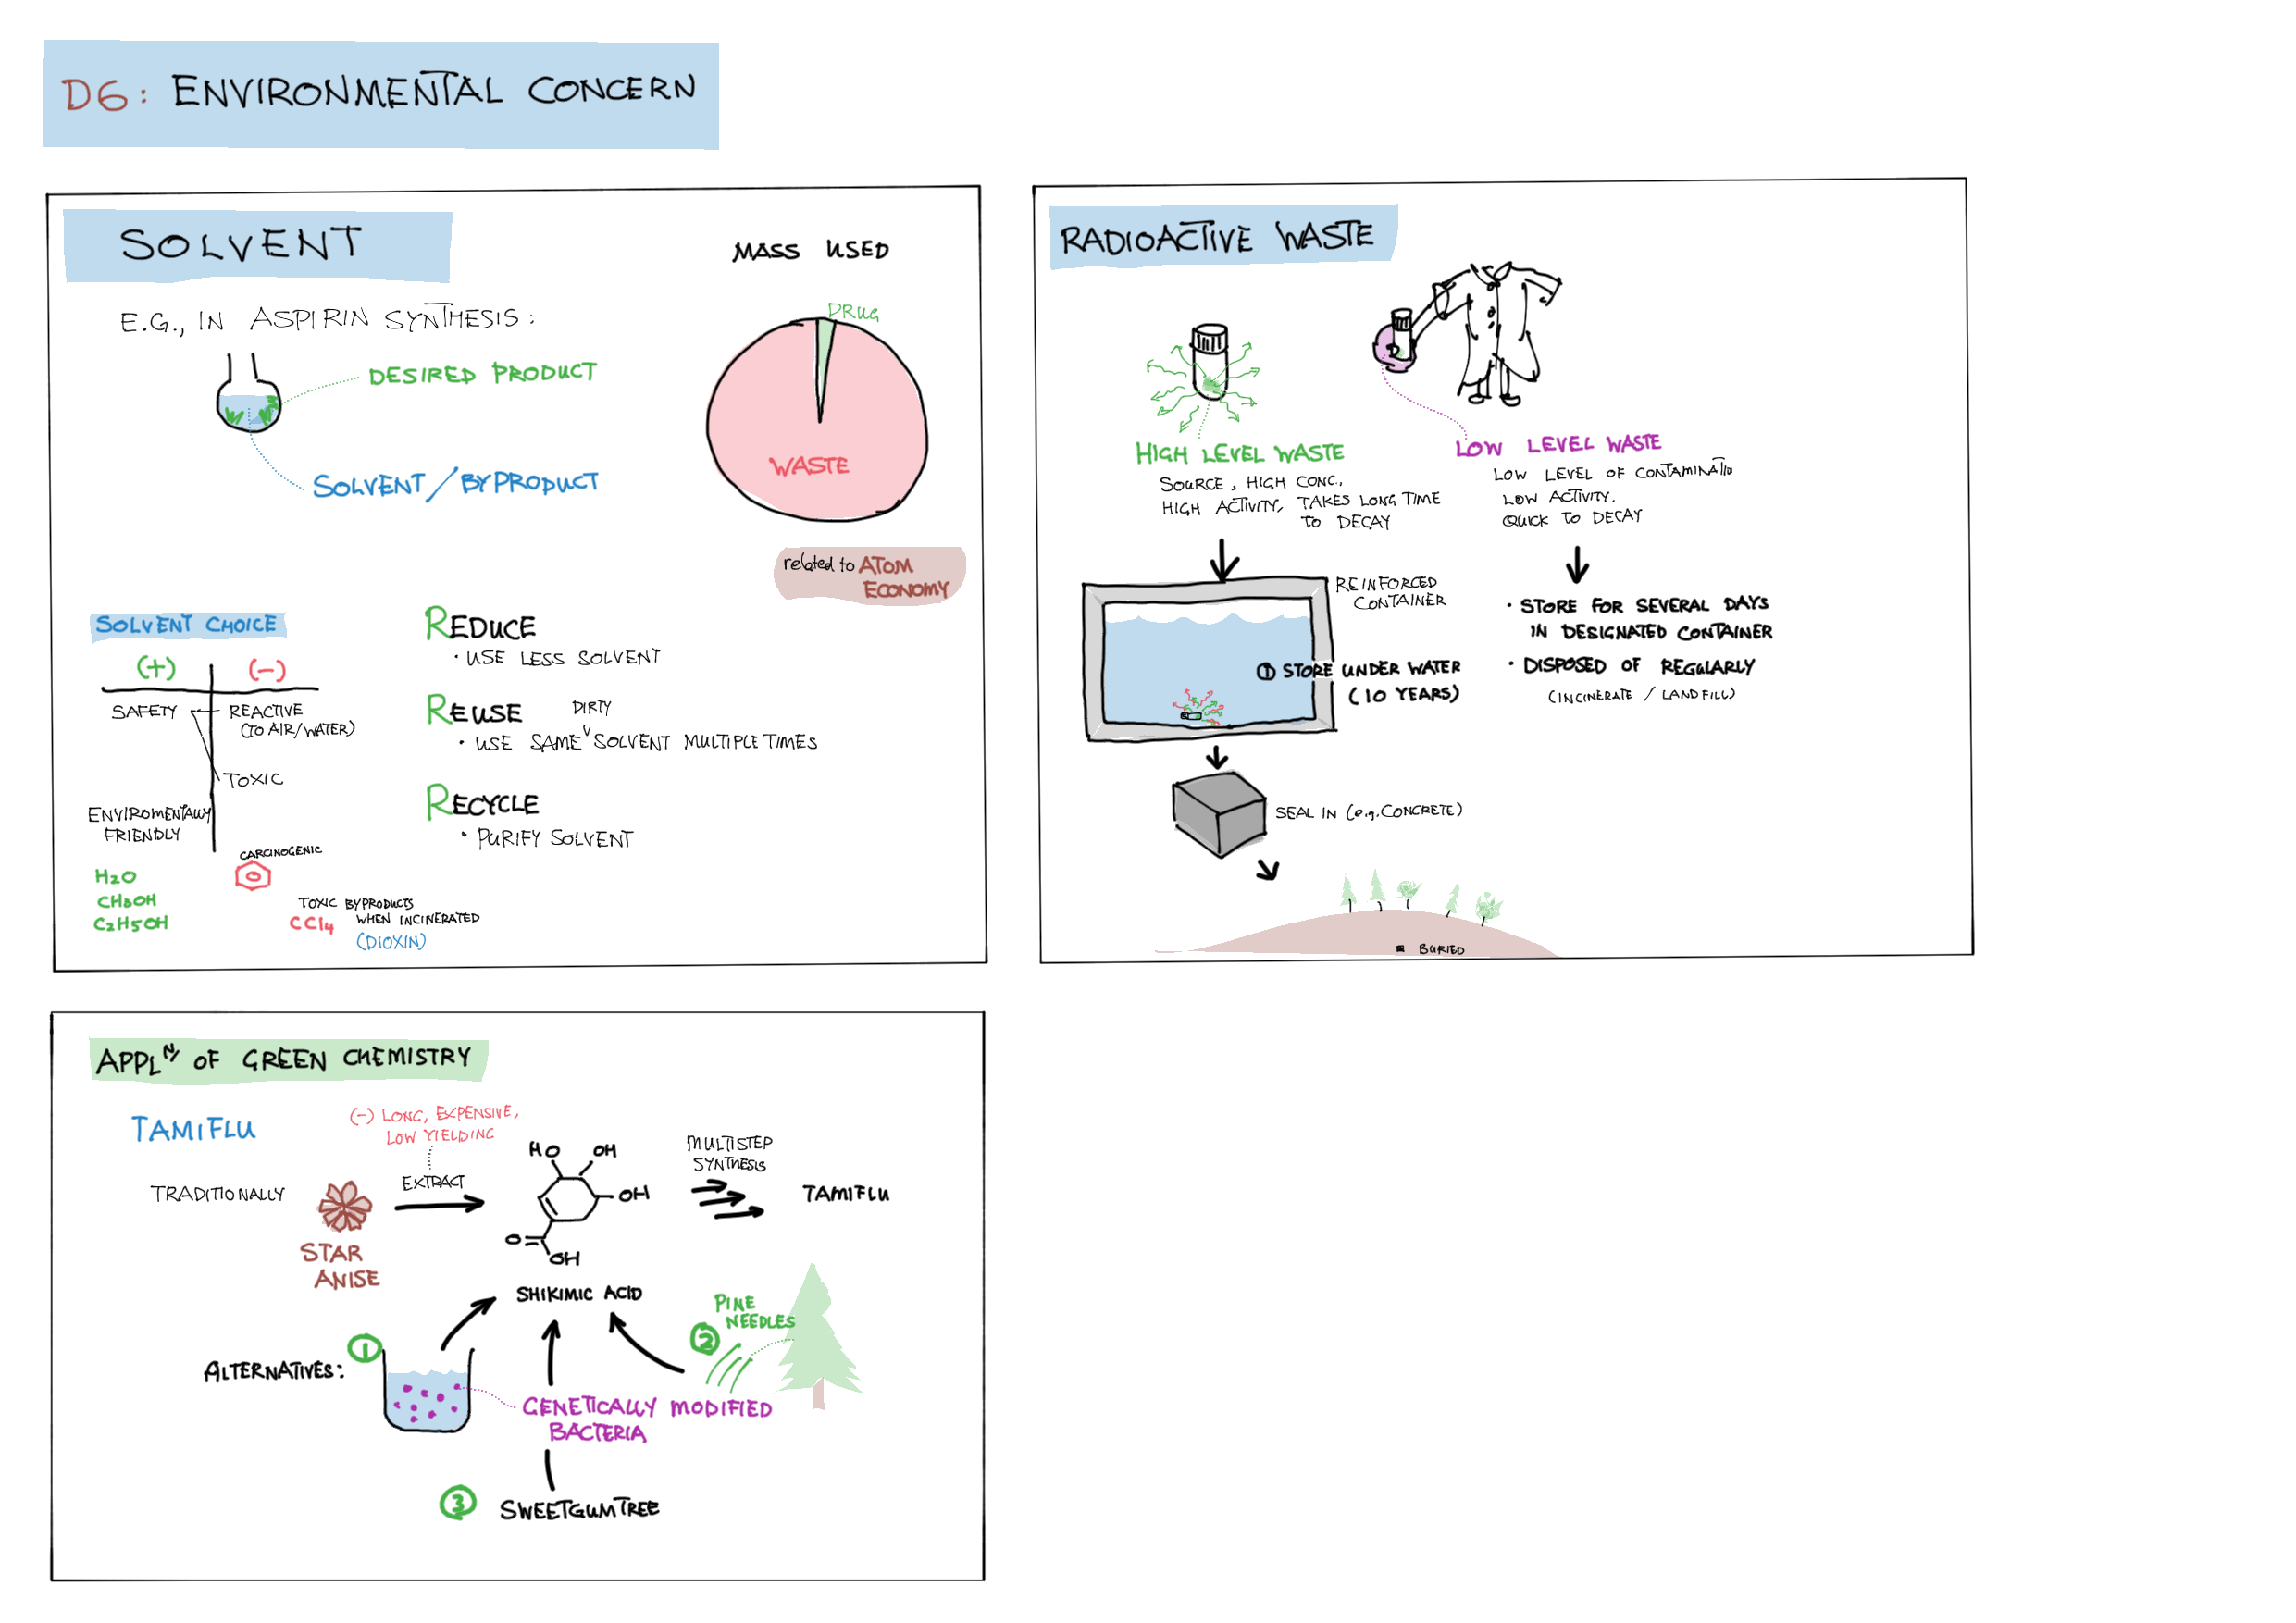 D6: ENVIRONMENTAL CONCERN
SOLVENT
E.G., IN ASPIRIN SYNTHESIS:
DESIRED PRODUCT
SOLVENT/BYPRODUCT
MASS USED
DRUG
WASTE
related to ATOM
ECONOMY
SOLVENT CHOICE
(+) (-)
SAFETY
REACTIVE
(TO AIR/WATER)
TOXIC
ENVIROMENTALLY
FRIENDLY
H2O
CH3OH
C2H5OH
CARCINOGENIC
TOXIC BYPRODUCTS
CCl4 WHEN INCINERATED
(DIOXIN)
REDUCE
• USE LESS SOLVENT
REUSE
DIRTY
• USE SAME ∨ SOLVENT MULTIPLE TIMES
RECYCLE
• PURIFY SOLVENT
RADIOACTIVE WASTE
HIGH LEVEL WASTE
SOURCE, HIGH CONC.,
HIGH ACTIVITY, TAKES LONG TIME
TO DECAY
LOW LEVEL WASTE
LOW LEVEL OF CONTAMINATIO
LOW ACTIVITY.
QUICK TO DECAY
REINFORCED
CONTAINER
① STORE UNDER WATER
(10 YEARS)
• STORE FOR SEVERAL DAYS
IN DESIGNATED CONTAINER
• DISPOSED OF REGULARLY
(INCINERATE / LANDFILL)
SEAL IN (e.g. CONCRETE)
BURIED
APPLN OF GREEN CHEMISTRY
TAMIFLU
(-) LONG, EXPENSIVE,
LOW YIELDING
TRADITIONALLY
EXTRACT
STAR
ANISE
HO OH
OH
O
OH
SHIKIMIC ACID
MULTISTEP
SYNTHESIS
TAMIFLU
ALTERNATIVES:
①
GENETICALLY MODIFIED
BACTERIA
②
PINE
NEEDLES
③ SWEETGUM TREE